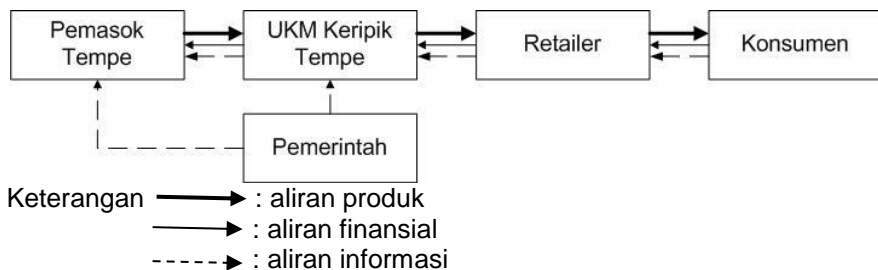 Pemasok
Tempe
UKM Keripik
Tempe
Retailer
Konsumen
Pemerintah
Keterangan : aliran produk
: aliran finansial
: aliran informasi